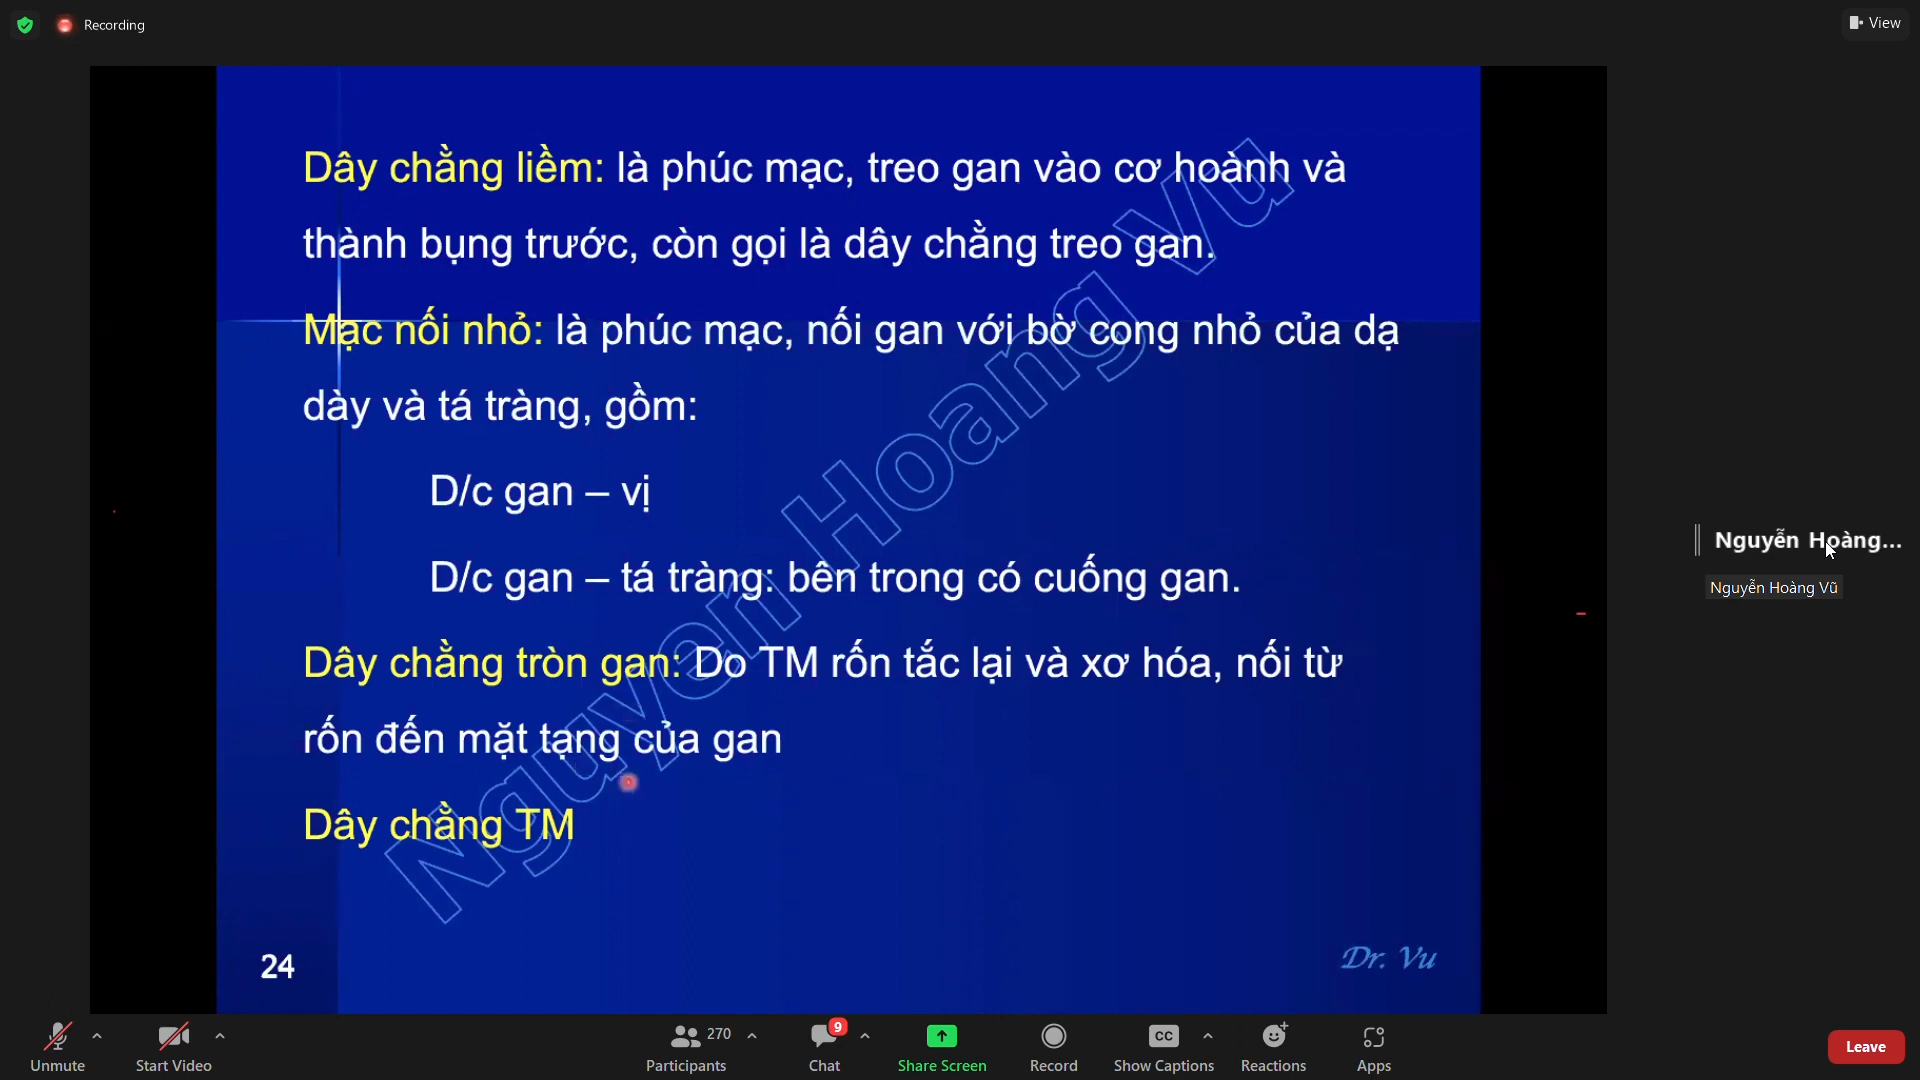 Recording
View
Dây chằng liềm: là phúc mạc, treo gan vào cơ hoành và
thành bụng trước, còn gọi là dây chằng treo gan.
Mạc nối nhỏ: là phúc mạc, nối gan với bờ cong nhỏ của dạ
dày và tá tràng, gồm:
D/c gan – vị
D/c gan – tá tràng: bên trong có cuống gan.
Dây chằng tròn gan: Do TM rốn tắc lại và xơ hóa, nối từ
rốn đến mặt tạng của gan
Dây chằng TM
Nguyen Hoang Vu
24
Dr. Vu
Nguyễn Hoàng...
Nguyễn Hoàng Vũ
Unmute
Start Video
270
Participants
9
Chat
Share Screen
Record
CC
Show Captions
Reactions
Apps
Leave